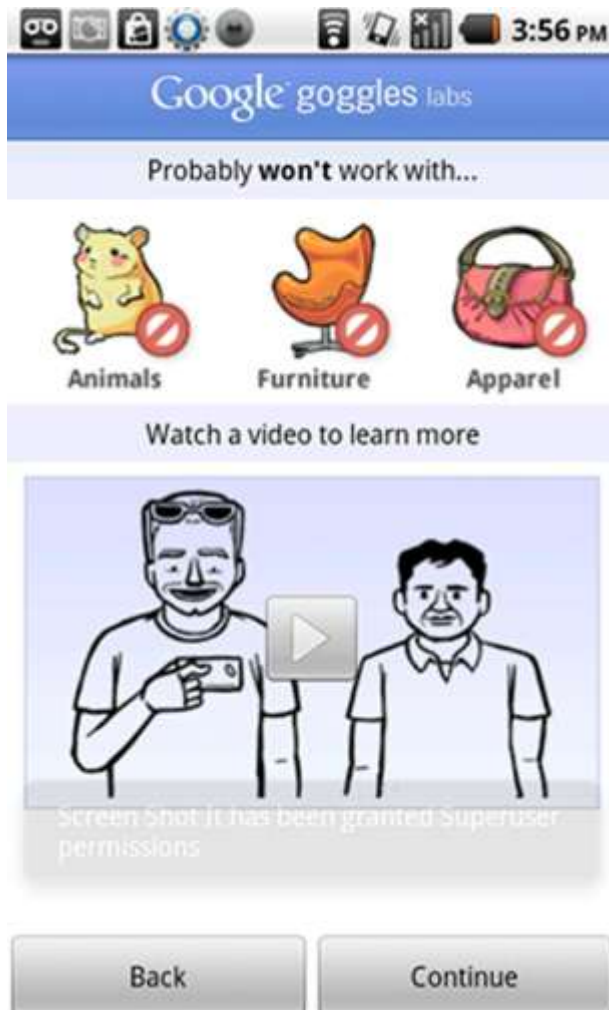 3:56 PM
Google goggles labs
Probably won't work with...
Animals Furniture Apparel
Watch a video to learn more
Screen Shot It has been granted Superuser
permissions
Back Continue